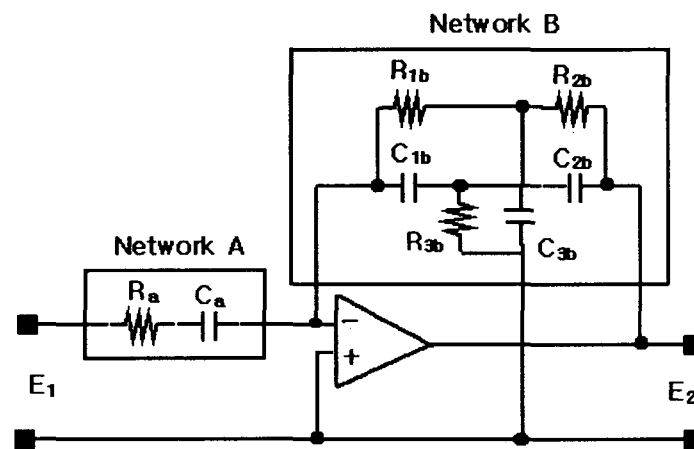 Network B
R1b
R2b
C1b
C2b
R3b
C3b
Network A
Ra
Ca
−
+
E1
E2